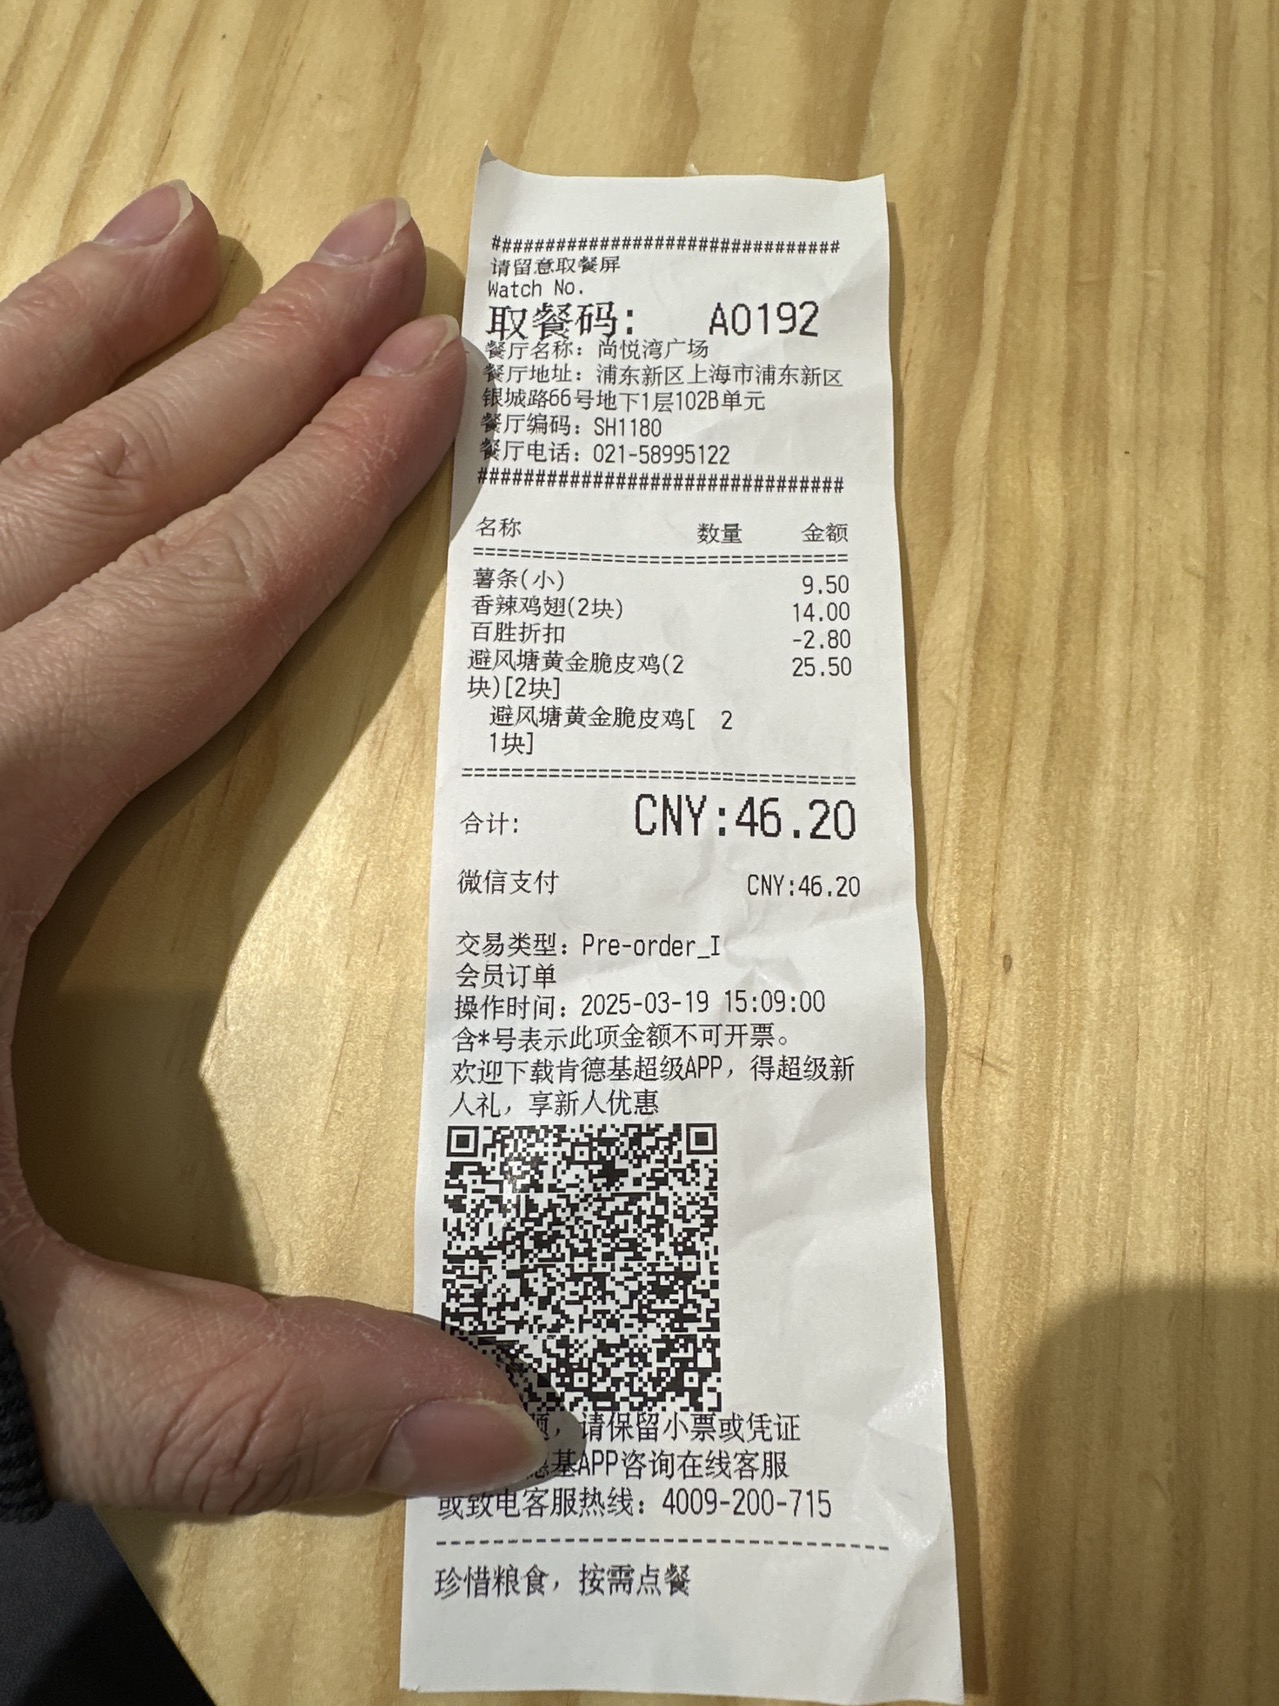 ################################
请留意取餐屏
Watch No.
取餐码: A0192
餐厅名称: 尚悦湾广场
餐厅地址: 浦东新区上海市浦东新区
银城路66号地下1层102B单元
餐厅编码: SH1180
餐厅电话: 021-58995122
################################
名称 数量 金额
================================
薯条(小) 9.50
香辣鸡翅(2块) 14.00
百胜折扣 -2.80
避风塘黄金脆皮鸡(2 25.50
块)[2块]
避风塘黄金脆皮鸡[ 2
1块]
================================
合计: CNY:46.20
微信支付 CNY:46.20
交易类型: Pre-order_I
会员订单
操作时间: 2025-03-19 15:09:00
含*号表示此项金额不可开票。
欢迎下载肯德基超级APP, 得超级新
人礼, 享新人优惠
题, 请保留小票或凭证
德基APP咨询在线客服
或致电客服热线: 4009-200-715
--------------------------------
珍惜粮食, 按需点餐